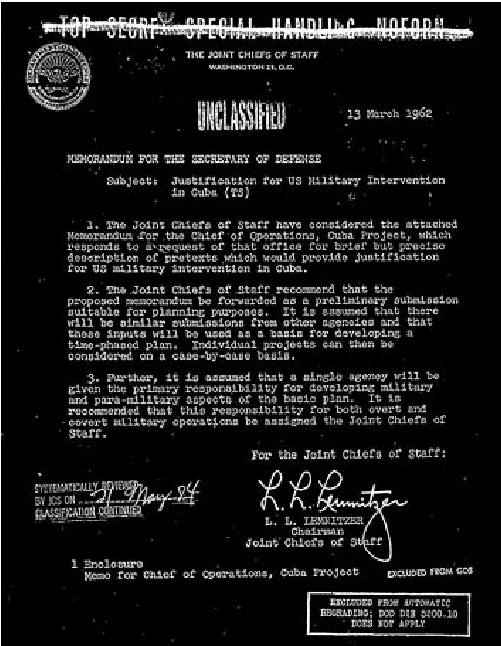 TOP SECRET SPECIAL HANDLING NOFORN
THE JOINT CHIEFS OF STAFF
WASHINGTON 25, D.C.
UNCLASSIFIED
13 March 1962
MEMORANDUM FOR THE SECRETARY OF DEFENSE
Subject: Justification for US Military Intervention
in Cuba (TS)
1. The Joint Chiefs of Staff have considered the attached
Memorandum for the Chief of Operations, Cuba Project, which
responds to a request of that office for brief but precise
description of pretexts which would provide justification
for US military intervention in Cuba.
2. The Joint Chiefs of Staff recommend that the
proposed memorandum be forwarded as a preliminary submission
suitable for planning purposes. It is assumed that there
will be similar submissions from other agencies and that
these inputs will be used as a basis for developing a
time-phased plan. Individual projects can then be
considered on a case-by-case basis.
3. Further, it is assumed that a single agency will be
given the primary responsibility for developing military
and para-military aspects of the basic plan. It is
recommended that this responsibility for both overt and
covert military operations be assigned the Joint Chiefs of
Staff.
For the Joint Chiefs of Staff:
SYSTEMATICALLY REVIEWED
BY JCS ON 21 May 84
CLASSIFICATION CONTINUED
L. L. Lemnitzer
L. L. LEMNITZER
Chairman
Joint Chiefs of Staff
1 Enclosure
Memo for Chief of Operations, Cuba Project
EXCLUDED FROM GDS
EXCLUDED FROM AUTOMATIC
REGRADING; DOD DIR 5200.10
DOES NOT APPLY